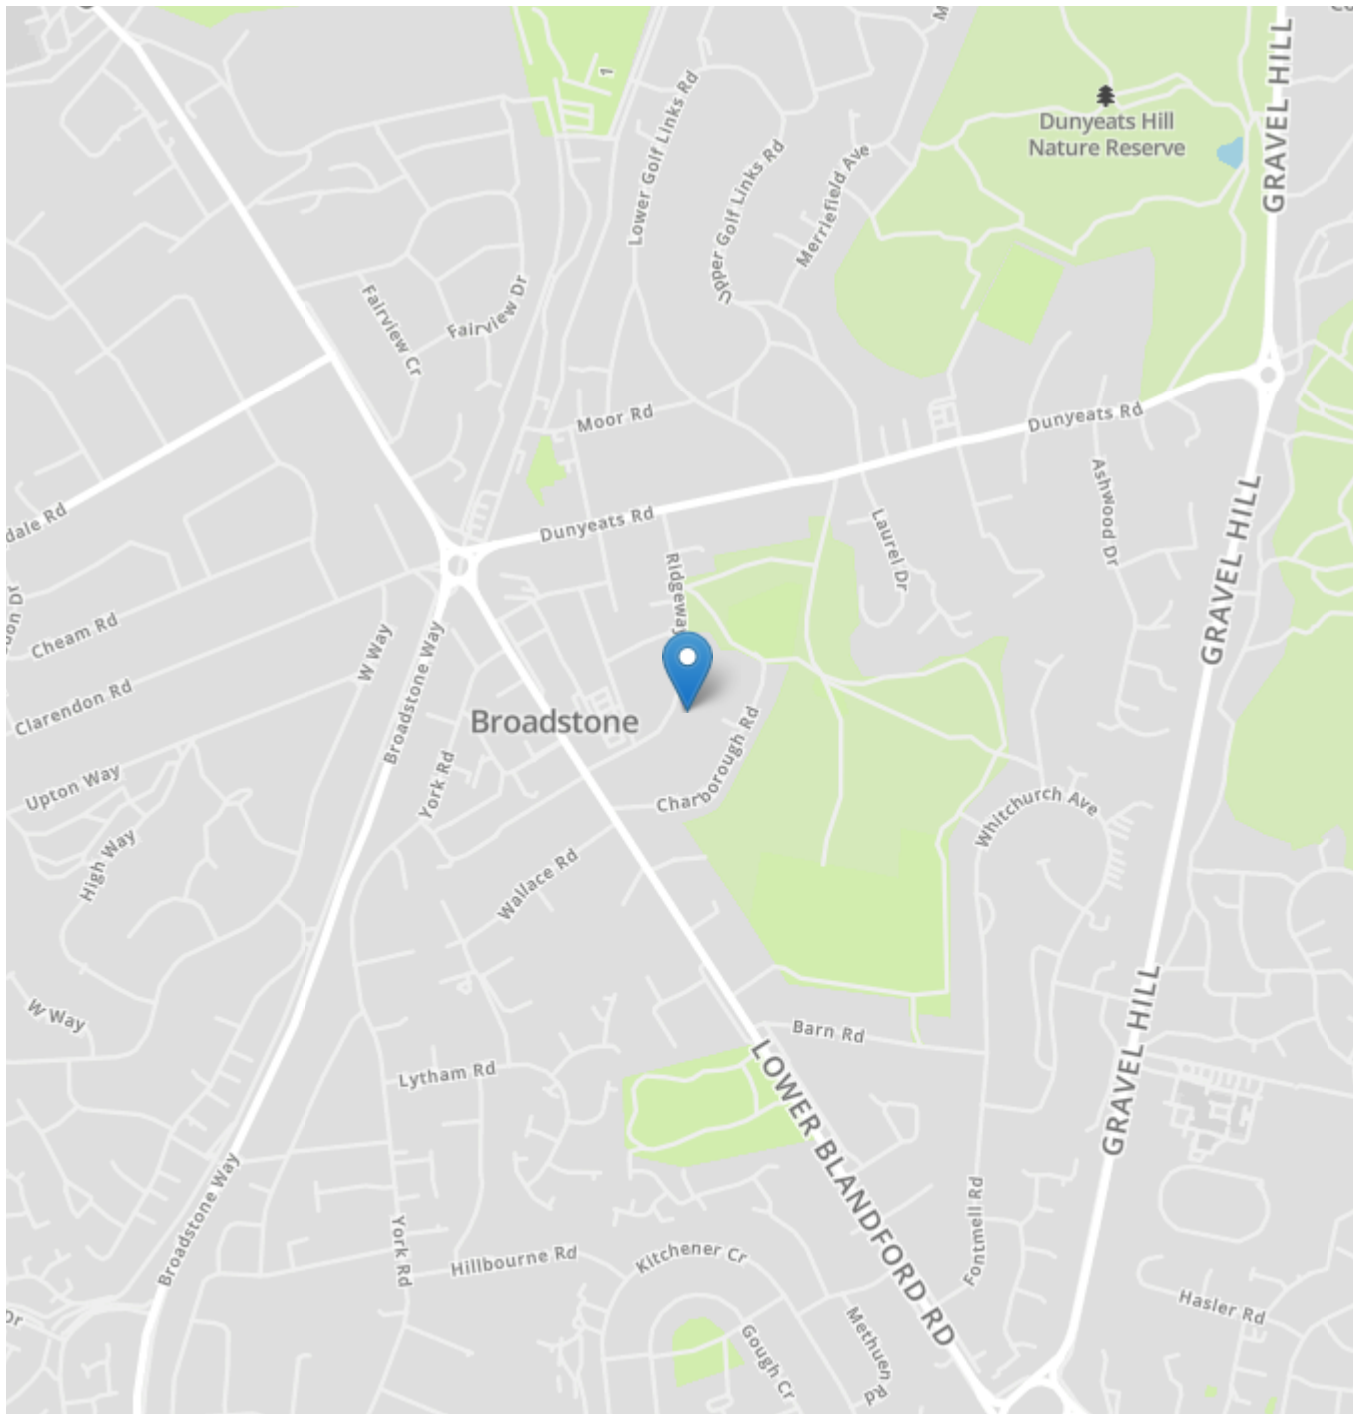 1
Lower Golf Links Rd
Upper Golf Links Rd
Merriefield Ave
Dunyeats Hill
Nature Reserve
GRAVEL HILL
Fairview Cr
Fairview Dr
Moor Rd
Dunyeats Rd
Dunyeats Rd
Ashwood Dr
Laurel Dr
GRAVEL HILL
dale Rd
Ridgeway
don Dr
Cheam Rd
W Way
Broadstone Way
Clarendon Rd
Broadstone
Charborough Rd
Upton Way
York Rd
High Way
Wallace Rd
Whitchurch Ave
W Way
Barn Rd
GRAVEL HILL
Lytham Rd
LOWER BLANDFORD RD
Broadstone Way
York Rd
Hillbourne Rd
Kitchener Cr
Fontmell Rd
Hasler Rd
Dr
Gough Cr
Methuen Rd